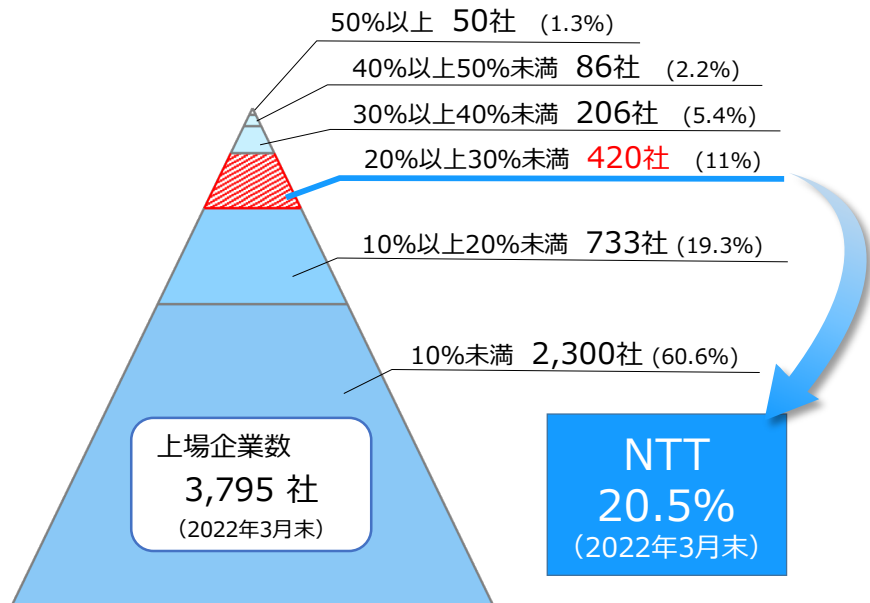 50%以上 50社 (1.3%)
40%以上50%未満 86社 (2.2%)
30%以上40%未満 206社 (5.4%)
20%以上30%未満 420社 (11%)
10%以上20%未満 733社 (19.3%)
10%未満 2,300社 (60.6%)
上場企業数
3,795 社
(2022年3月末)
NTT
20.5%
(2022年3月末)